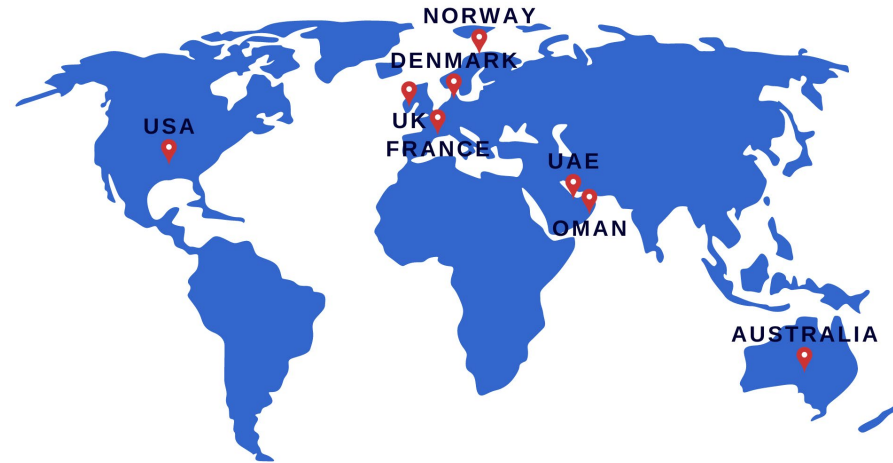 NORWAY
DENMARK
USA
UK
FRANCE
UAE
OMAN
AUSTRALIA